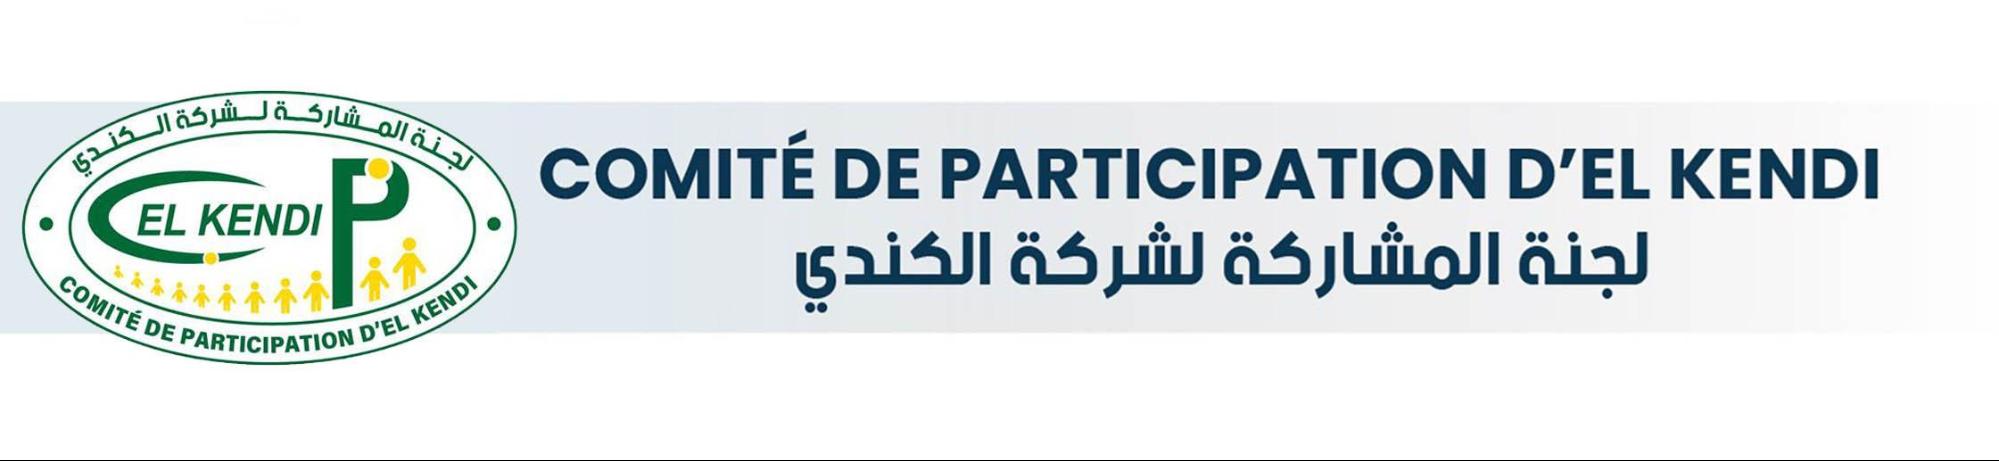 لجنة المشاركة لشركة الكندي
EL KENDI P
COMITÉ DE PARTICIPATION D'EL KENDI
COMITÉ DE PARTICIPATION D’EL KENDI
لجنة المشاركة لشركة الكندي